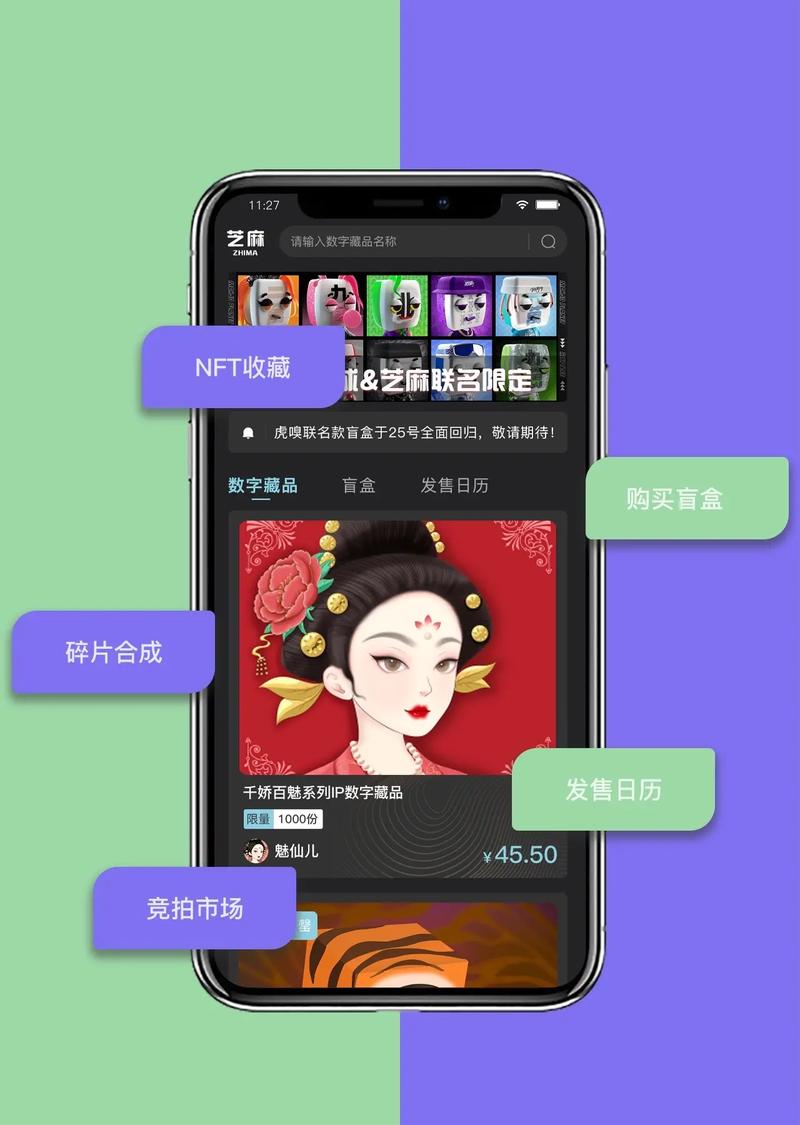 11:27
芝麻
ZHIMA
请输入数字藏品名称
NFT收藏
&芝麻联名限定
虎嗅联名款盲盒于25号全面回归，敬请期待！
数字藏品
盲盒
发售日历
购买盲盒
碎片合成
千娇百魅系列IP数字藏品
限量 1000份
发售日历
魅仙儿
¥45.50
竞拍市场